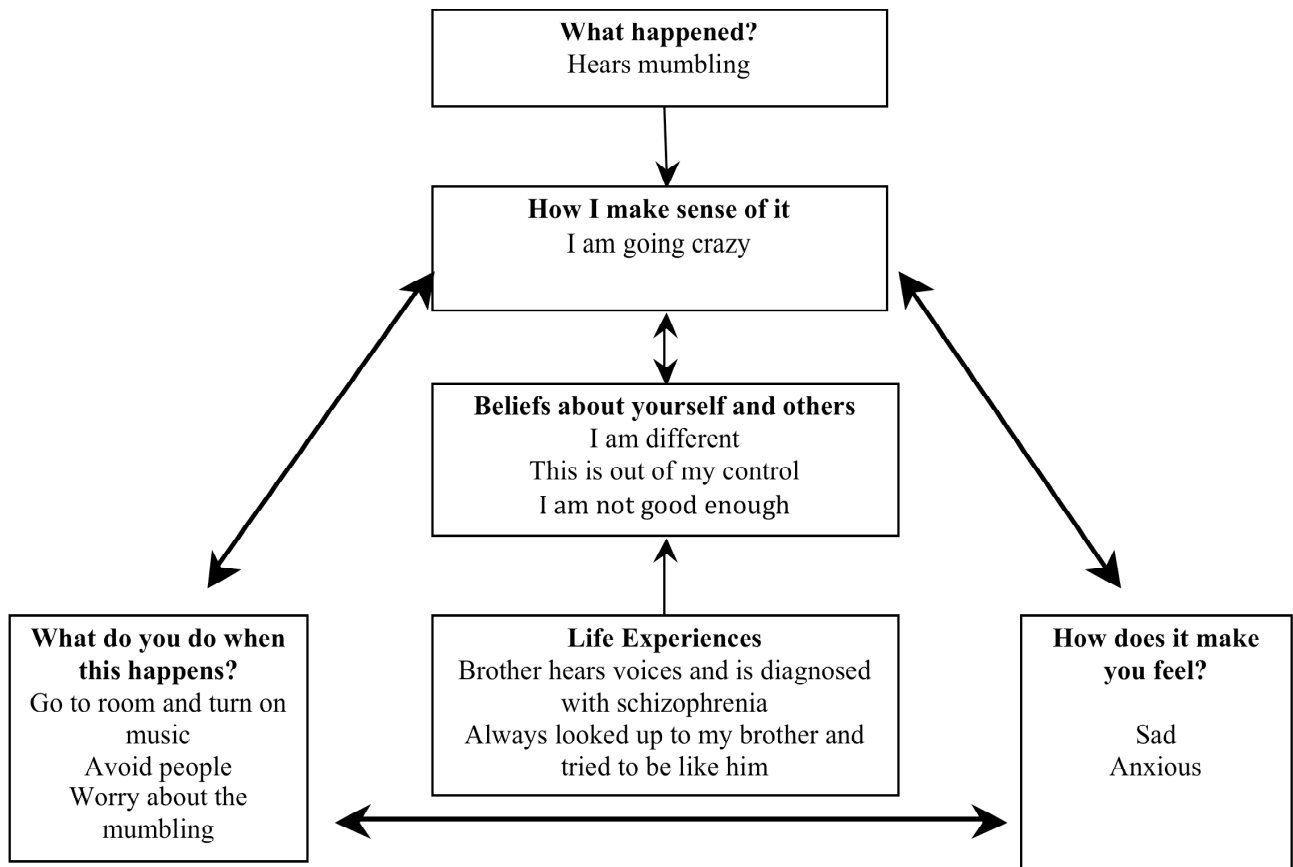 What happened?
Hears mumbling
How I make sense of it
I am going crazy
Beliefs about yourself and others
I am different
This is out of my control
I am not good enough
What do you do when
this happens?
Go to room and turn on
music
Avoid people
Worry about the
mumbling
Life Experiences
Brother hears voices and is diagnosed
with schizophrenia
Always looked up to my brother and
tried to be like him
How does it make
you feel?
Sad
Anxious